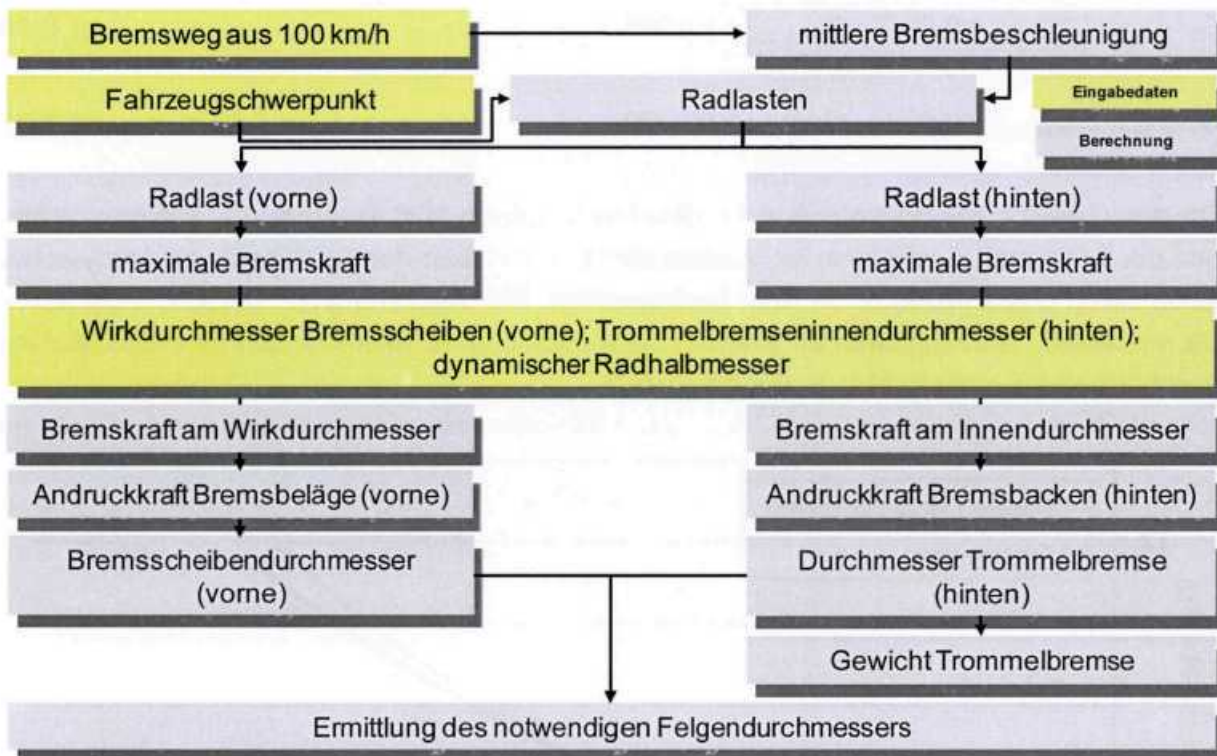 Bremsweg aus 100 km/h
mittlere Bremsbeschleunigung
Fahrzeugschwerpunkt
Radlasten
Eingabedaten
Berechnung
Radlast (vorne)
Radlast (hinten)
maximale Bremskraft
maximale Bremskraft
Wirkdurchmesser Bremsscheiben (vorne); Trommelbremseninnendurchmesser (hinten);
dynamischer Radhalbmesser
Bremskraft am Wirkdurchmesser
Bremskraft am Innendurchmesser
Andruckkraft Bremsbeläge (vorne)
Andruckkraft Bremsbacken (hinten)
Bremsscheibendurchmesser
(vorne)
Durchmesser Trommelbremse
(hinten)
Gewicht Trommelbremse
Ermittlung des notwendigen Felgendurchmessers